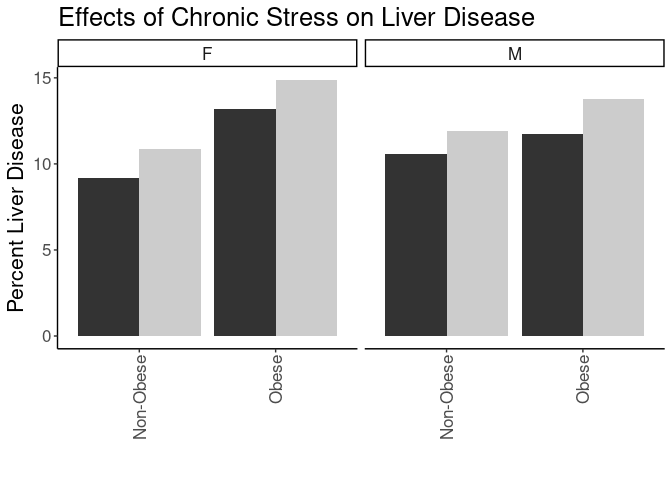 Effects of Chronic Stress on Liver Disease
F
M
Percent Liver Disease
15
10
5
0
Non-Obese
Obese
Non-Obese
Obese